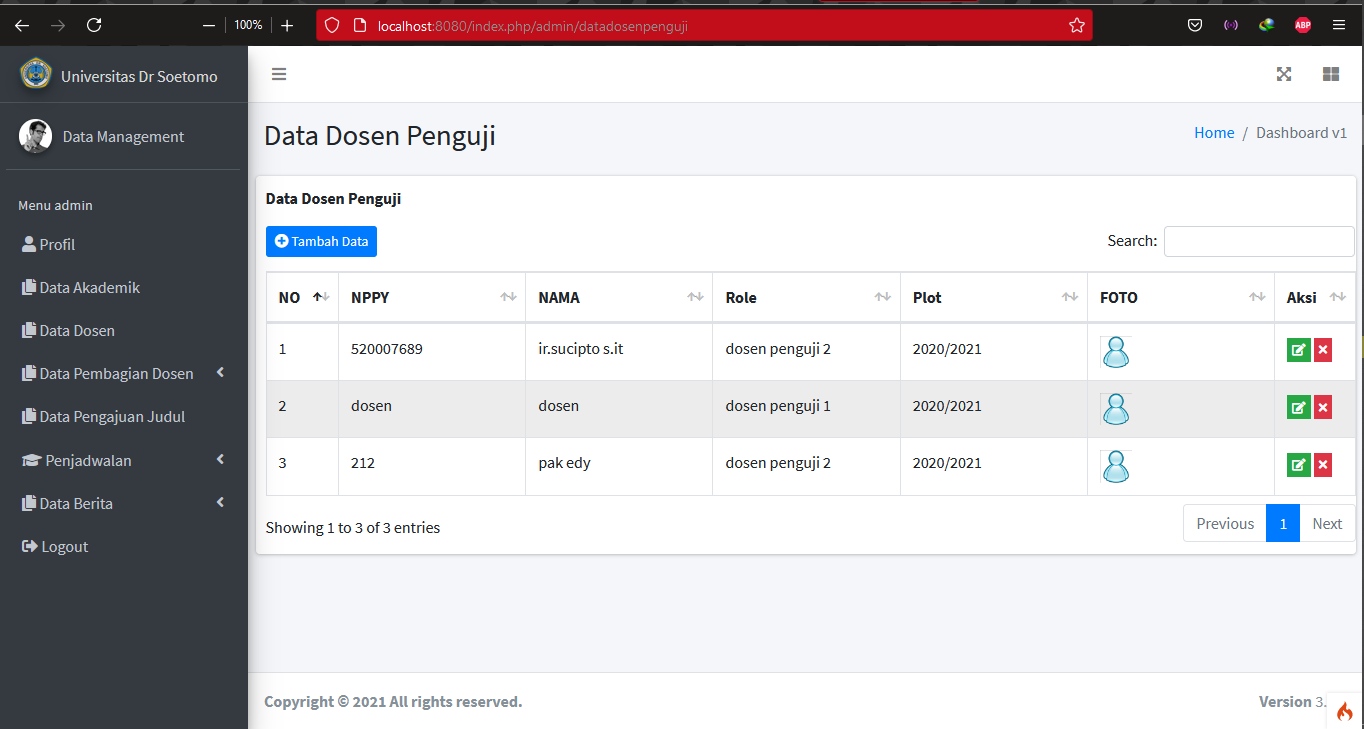 100%
localhost:8080/index.php/admin/datadosenpenguji
ABP
Universitas Dr Soetomo
Data Management
Menu admin
Profil
Data Akademik
Data Dosen
Data Pembagian Dosen
Data Pengajuan Judul
Penjadwalan
Data Berita
Logout
Data Dosen Penguji
Home / Dashboard v1
Data Dosen Penguji
Tambah Data
Search:
NO NPPY NAMA Role Plot FOTO Aksi
1 520007689 ir.sucipto s.it dosen penguji 2 2020/2021
2 dosen dosen dosen penguji 1 2020/2021
3 212 pak edy dosen penguji 2 2020/2021
Showing 1 to 3 of 3 entries
Previous 1 Next
Copyright © 2021 All rights reserved.
Version 3.